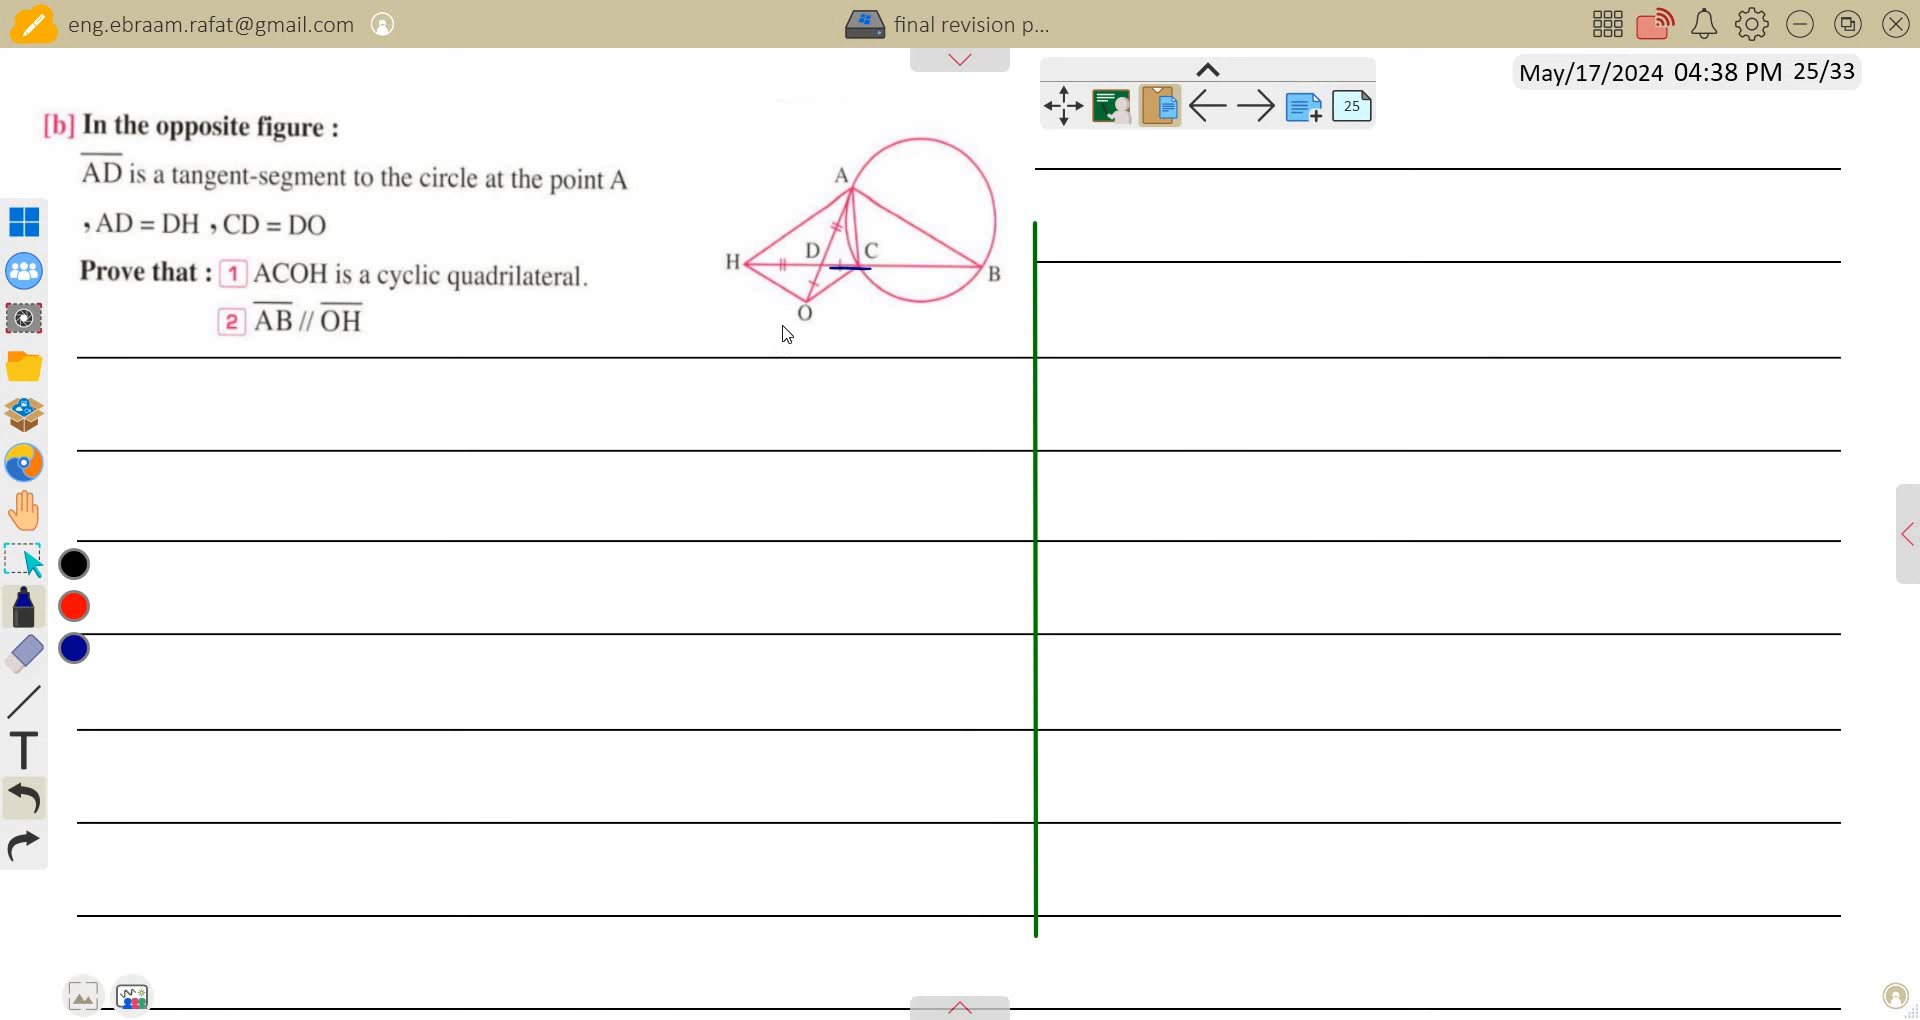 eng.ebraam.rafat@gmail.com
final revision p...
May/17/2024 04:38 PM 25/33
25
[b] In the opposite figure :
AD is a tangent-segment to the circle at the point A
, AD = DH , CD = DO
Prove that : 1 ACOH is a cyclic quadrilateral.
2 AB // OH
A
H
D
C
B
O
T